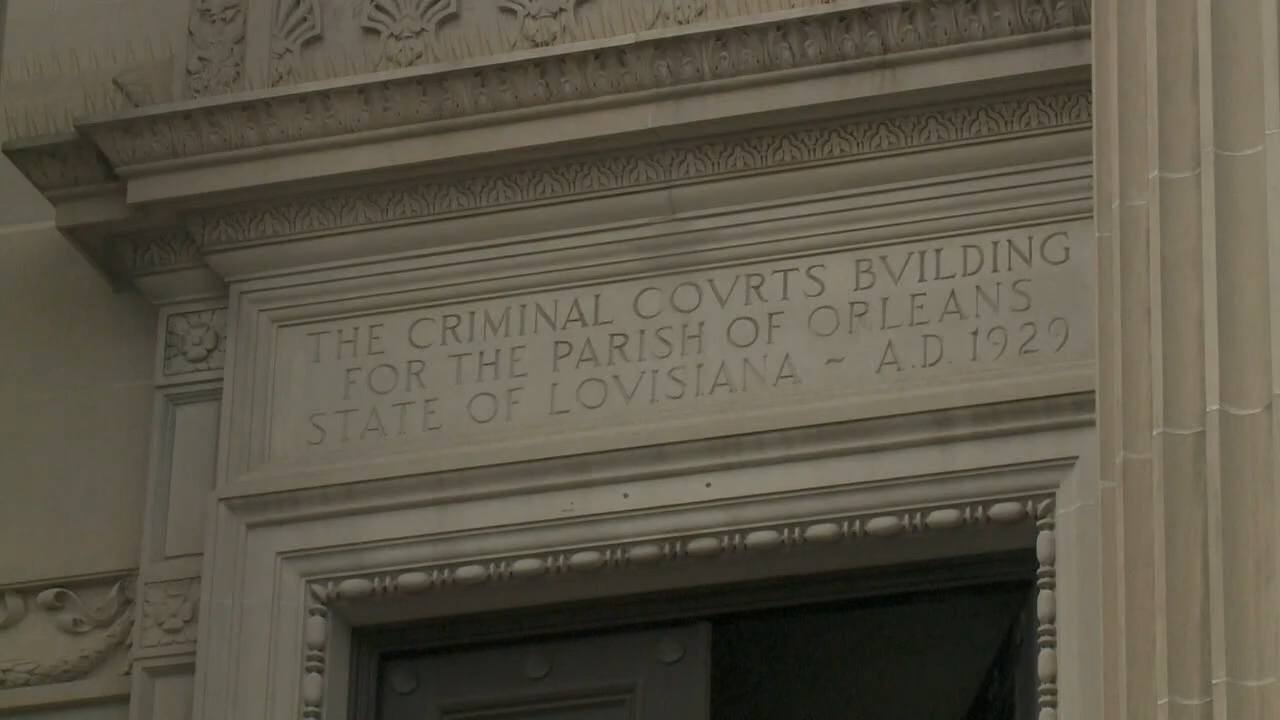 THE CRIMINAL COVRTS BVILDING
FOR THE PARISH OF ORLEANS
STATE OF LOVISIANA ~ A.D. 1929